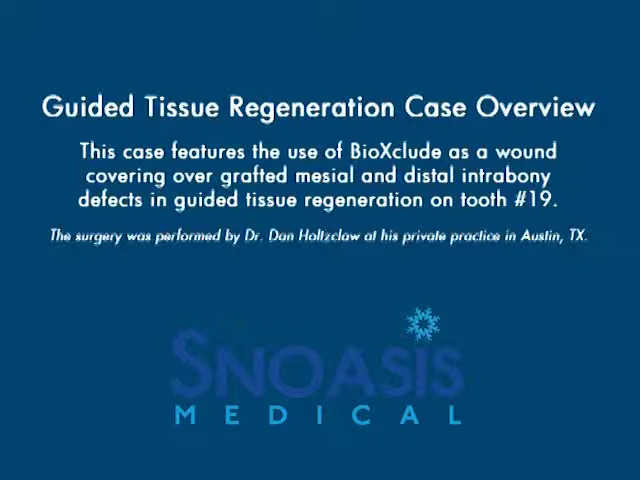 Guided Tissue Regeneration Case Overview
This case features the use of BioXclude as a wound
covering over grafted mesial and distal intrabony
defects in guided tissue regeneration on tooth #19.
The surgery was performed by Dr. Dan Holtzclaw at his private practice in Austin, TX.
SNOASIS
MEDICAL